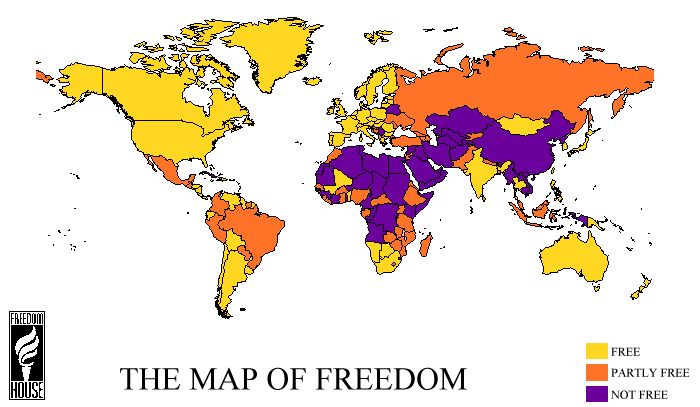 FREEDOM
HOUSE
THE MAP OF FREEDOM
FREE
PARTLY FREE
NOT FREE